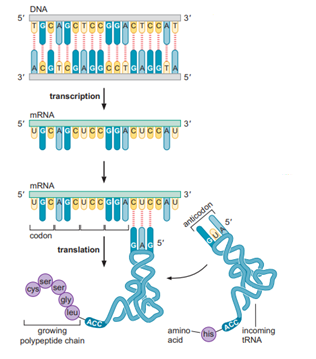 DNA
5′ T G C A G C T C C G G A C T C C A T 3′
3′ A C G T C G A G G C C T G A G G T A 5′
transcription
mRNA
5′ U G C A G C U C C G G A C U C C A U 3′
mRNA
5′ U G C A G C U C C G G A C U C C A U 3′
codon
translation
G A G 5′
anticodon
G U A 5′
cys
ser
ser
gly
leu
ACC
growing
polypeptide chain
amino
acid
his
ACC
incoming
tRNA